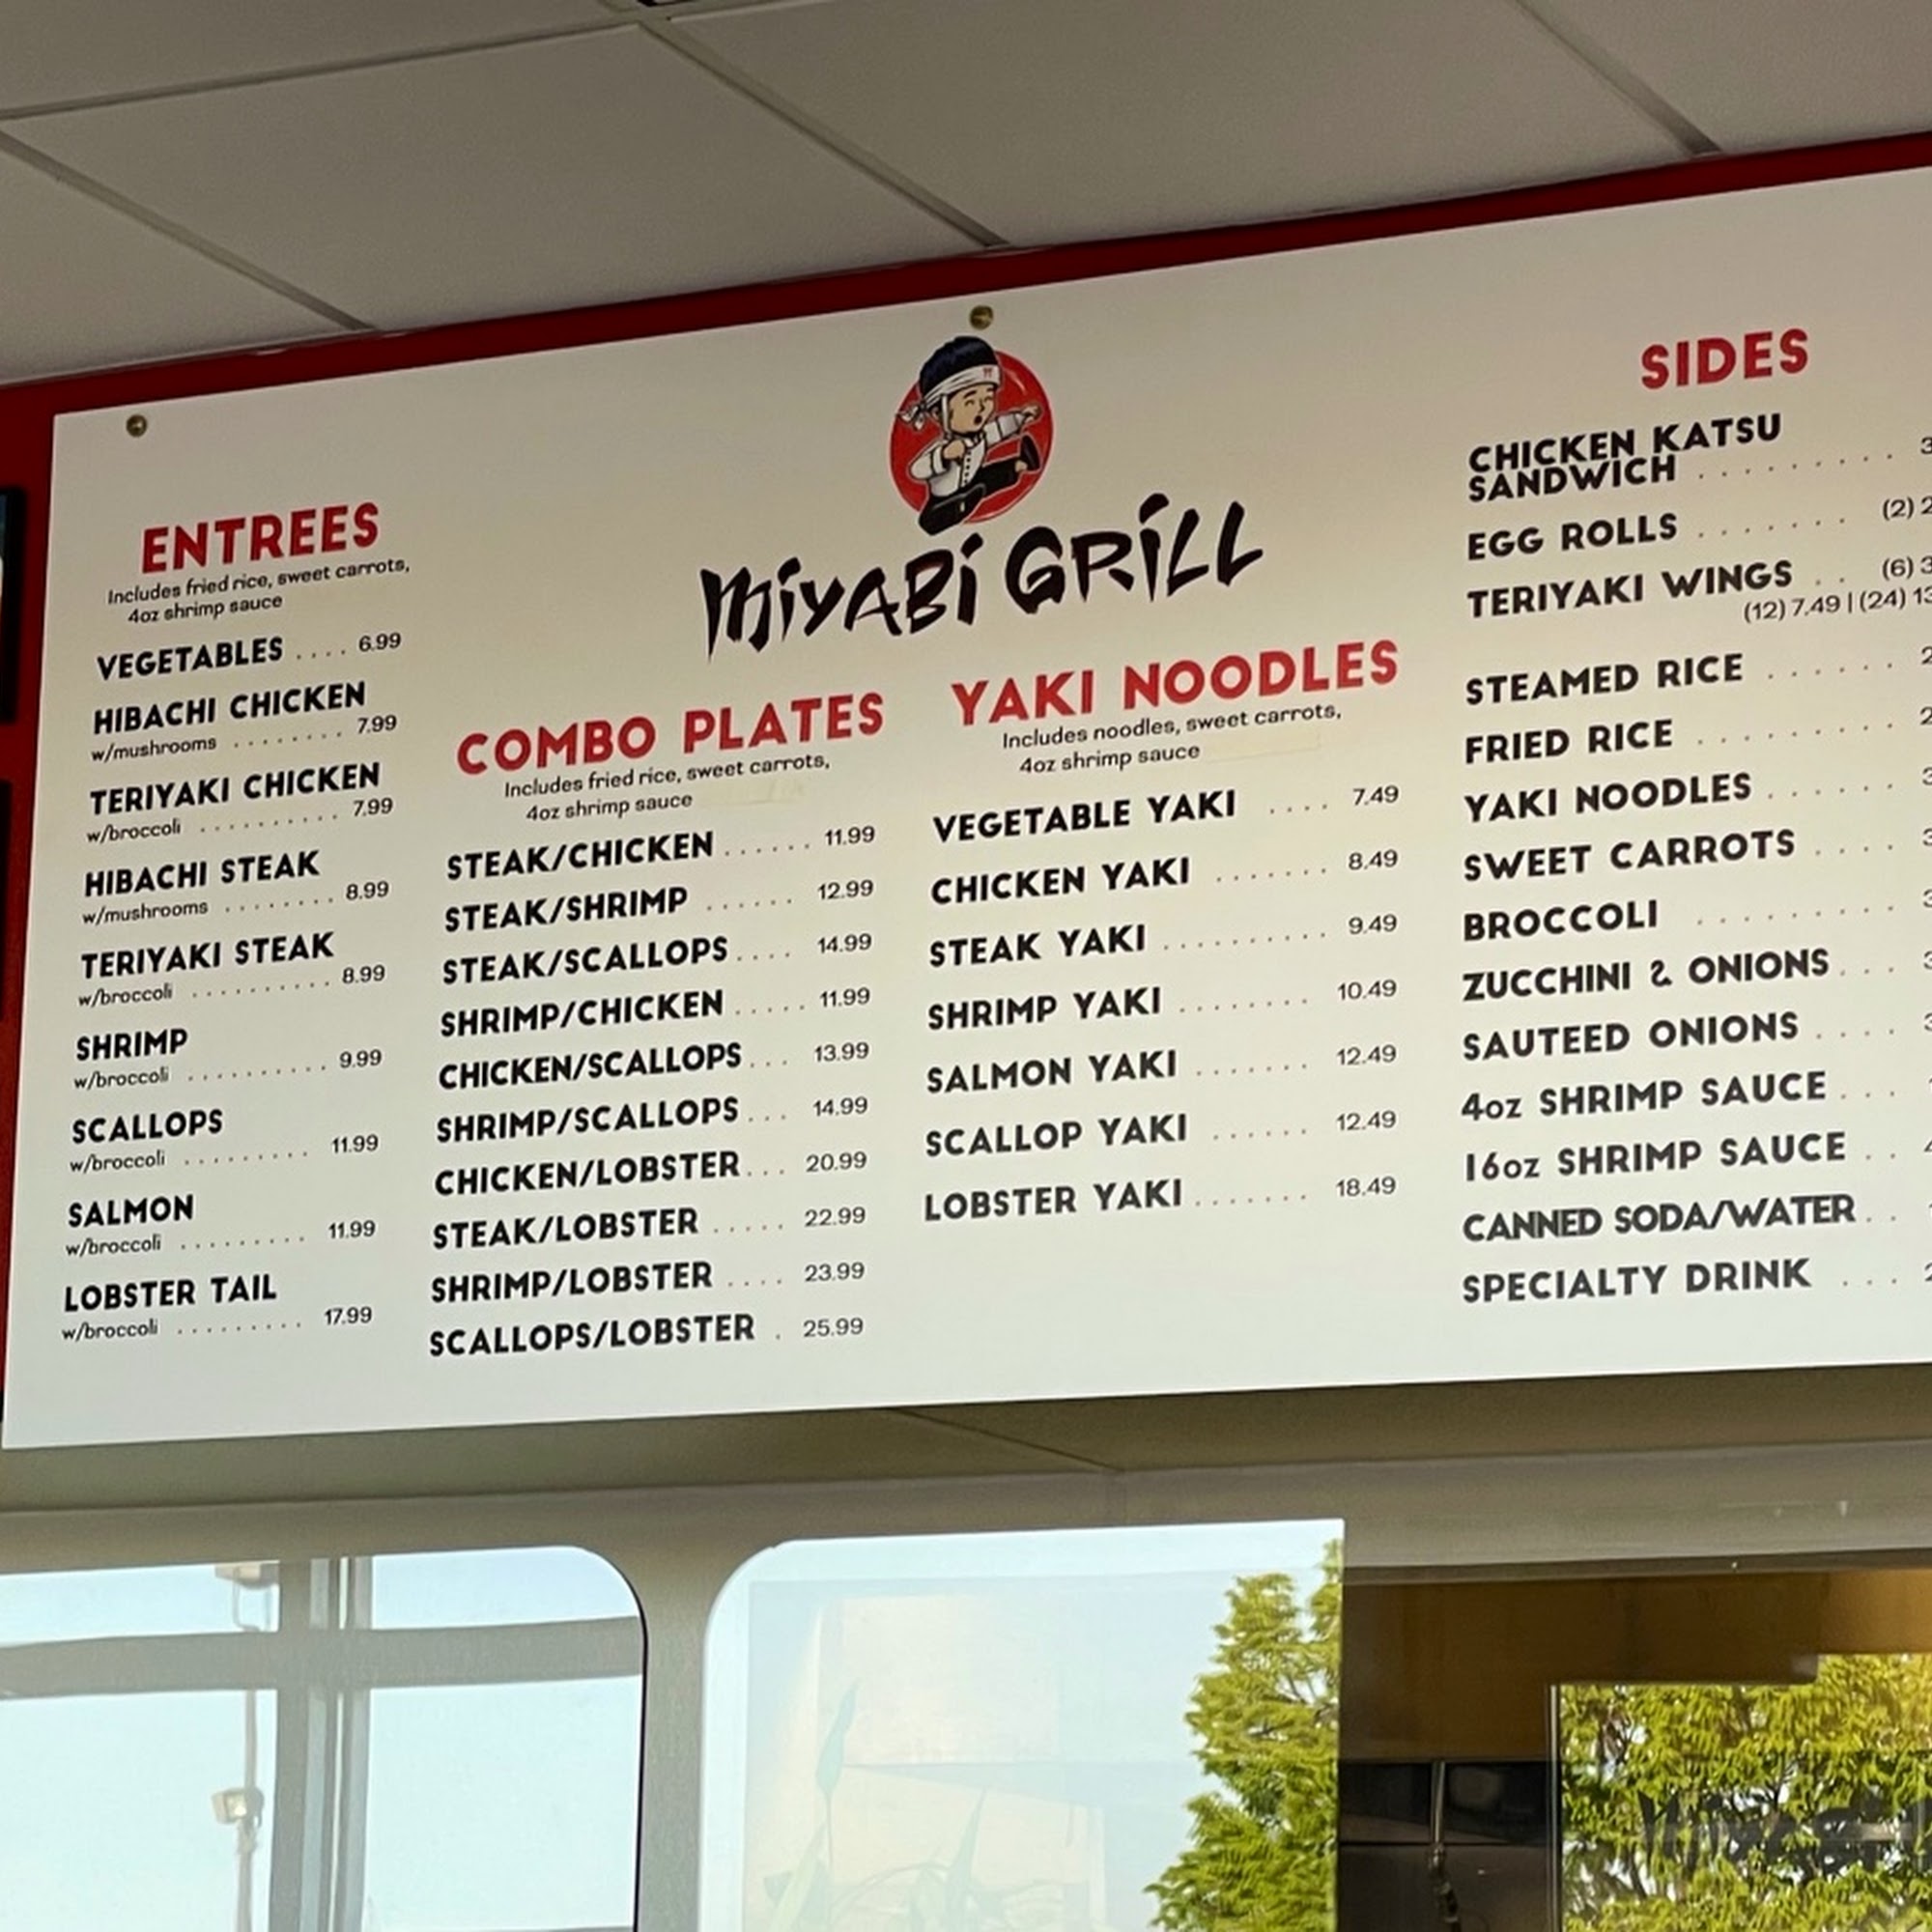 MIYABI GRILL
ENTREES
Includes fried rice, sweet carrots,
4oz shrimp sauce
VEGETABLES .... 6.99
HIBACHI CHICKEN
w/mushrooms ........ 7.99
TERIYAKI CHICKEN
w/broccoli .......... 7.99
HIBACHI STEAK
w/mushrooms ........ 8.99
TERIYAKI STEAK
w/broccoli .......... 8.99
SHRIMP
w/broccoli .......... 9.99
SCALLOPS
w/broccoli ......... 11.99
SALMON
w/broccoli ......... 11.99
LOBSTER TAIL
w/broccoli ......... 17.99
COMBO PLATES
Includes fried rice, sweet carrots,
4oz shrimp sauce
STEAK/CHICKEN ...... 11.99
STEAK/SHRIMP ...... 12.99
STEAK/SCALLOPS .... 14.99
SHRIMP/CHICKEN ..... 11.99
CHICKEN/SCALLOPS ... 13.99
SHRIMP/SCALLOPS ... 14.99
CHICKEN/LOBSTER ... 20.99
STEAK/LOBSTER ..... 22.99
SHRIMP/LOBSTER .... 23.99
SCALLOPS/LOBSTER . 25.99
YAKI NOODLES
Includes noodles, sweet carrots,
4oz shrimp sauce
VEGETABLE YAKI .... 7.49
CHICKEN YAKI ....... 8.49
STEAK YAKI .......... 9.49
SHRIMP YAKI ........ 10.49
SALMON YAKI ....... 12.49
SCALLOP YAKI ...... 12.49
LOBSTER YAKI ....... 18.49
SIDES
CHICKEN KATSU
SANDWICH .........
EGG ROLLS ....... (2)
TERIYAKI WINGS .. (6)
(12) 7.49 | (24)
STEAMED RICE ......
FRIED RICE .........
YAKI NOODLES ......
SWEET CARROTS ....
BROCCOLI .........
ZUCCHINI & ONIONS ...
SAUTEED ONIONS ....
4oz SHRIMP SAUCE ...
16oz SHRIMP SAUCE ..
CANNED SODA/WATER ..
SPECIALTY DRINK ...